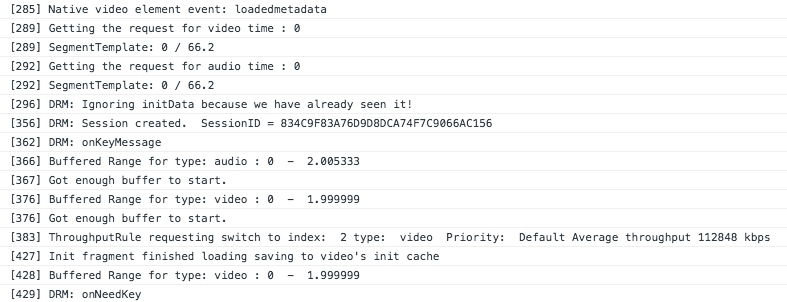 [285] Native video element event: loadedmetadata
[289] Getting the request for video time : 0
[289] SegmentTemplate: 0 / 66.2
[292] Getting the request for audio time : 0
[292] SegmentTemplate: 0 / 66.2
[296] DRM: Ignoring initData because we have already seen it!
[356] DRM: Session created.  SessionID = 834C9F83A76D9D8DCA74F7C9066AC156
[362] DRM: onKeyMessage
[366] Buffered Range for type: audio : 0  -  2.005333
[367] Got enough buffer to start.
[376] Buffered Range for type: video : 0  -  1.999999
[376] Got enough buffer to start.
[383] ThroughputRule requesting switch to index:  2 type:  video  Priority:  Default Average throughput 112848 kbps
[427] Init fragment finished loading saving to video's init cache
[428] Buffered Range for type: video : 0  -  1.999999
[429] DRM: onNeedKey